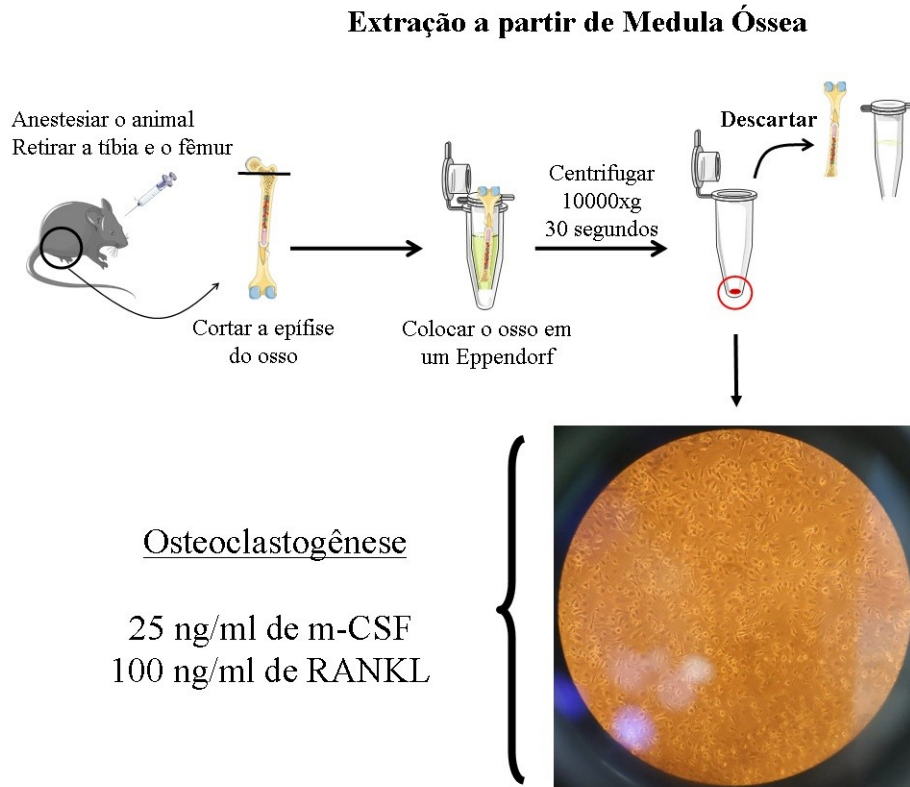 Extração a partir de Medula Óssea
Anestesiar o animal
Retirar a tíbia e o fêmur
Cortar a epífise
do osso
Colocar o osso em
um Eppendorf
Centrifugar
10000xg
30 segundos
Descartar
Osteoclastogênese
25 ng/ml de m-CSF
100 ng/ml de RANKL